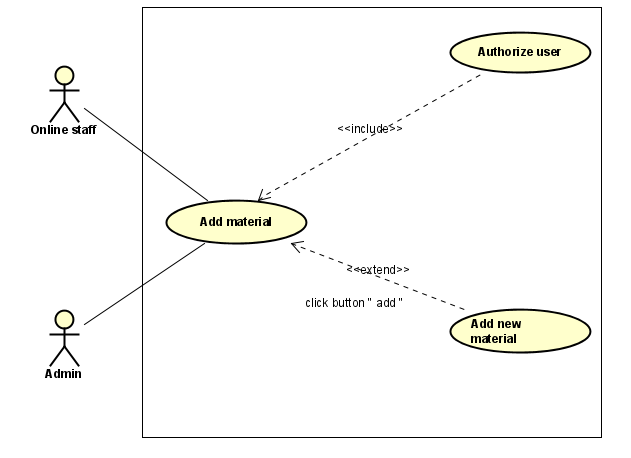 Authorize user
Online staff
<<include>>
Add material
<<extend>>
click button " add "
Add new
material
Admin